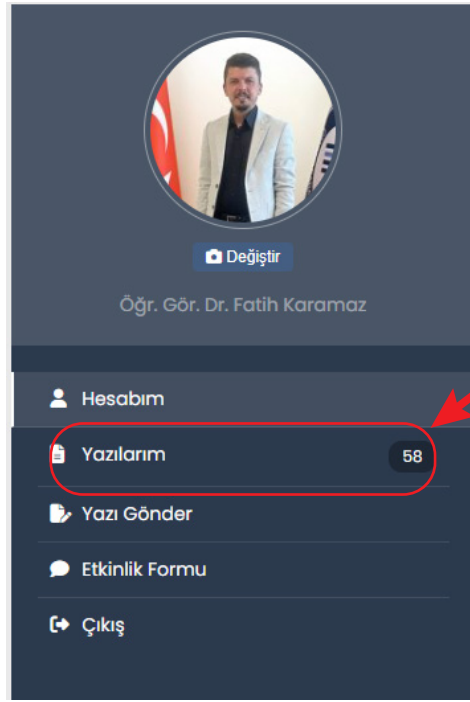 Değiştir
Öğr. Gör. Dr. Fatih Karamaz
Hesabım
Yazılarım 58
Yazı Gönder
Etkinlik Formu
Çıkış